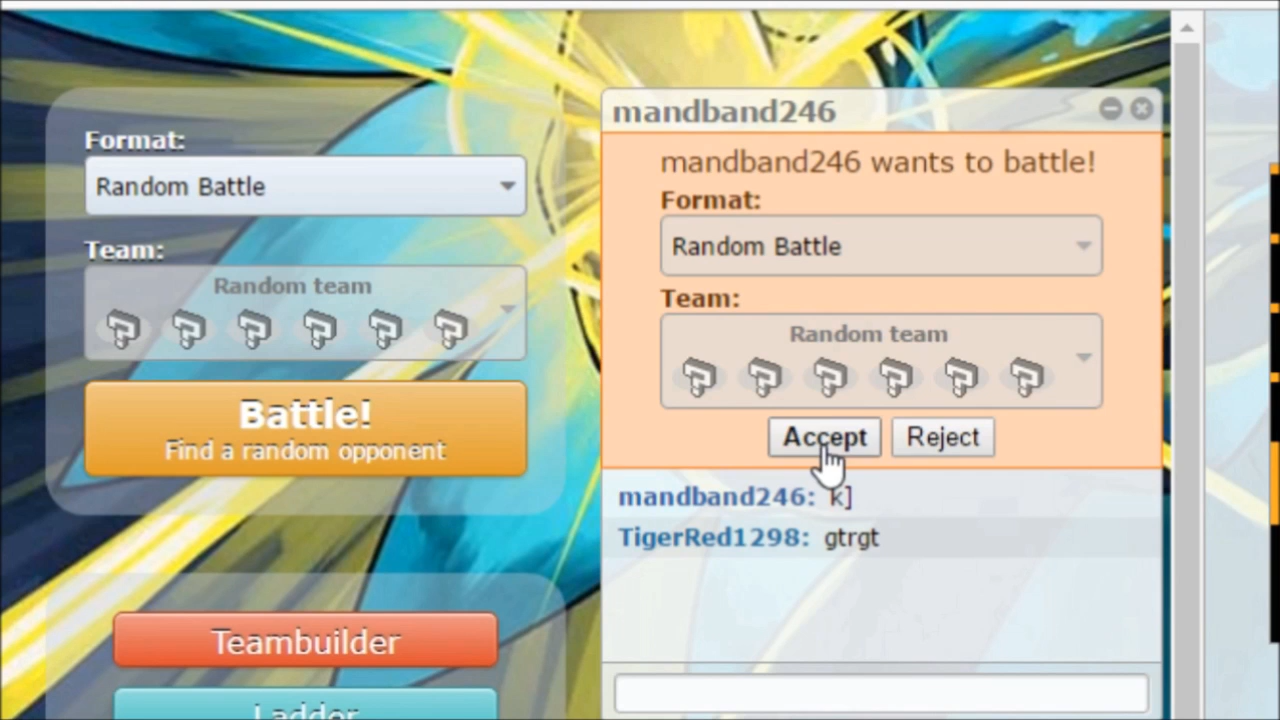 Format:
Random Battle
Team:
Random team
Battle!
Find a random opponent
Teambuilder
Ladder
mandband246
mandband246 wants to battle!
Format:
Random Battle
Team:
Random team
Accept Reject
mandband246: k]
TigerRed1298: gtrgt